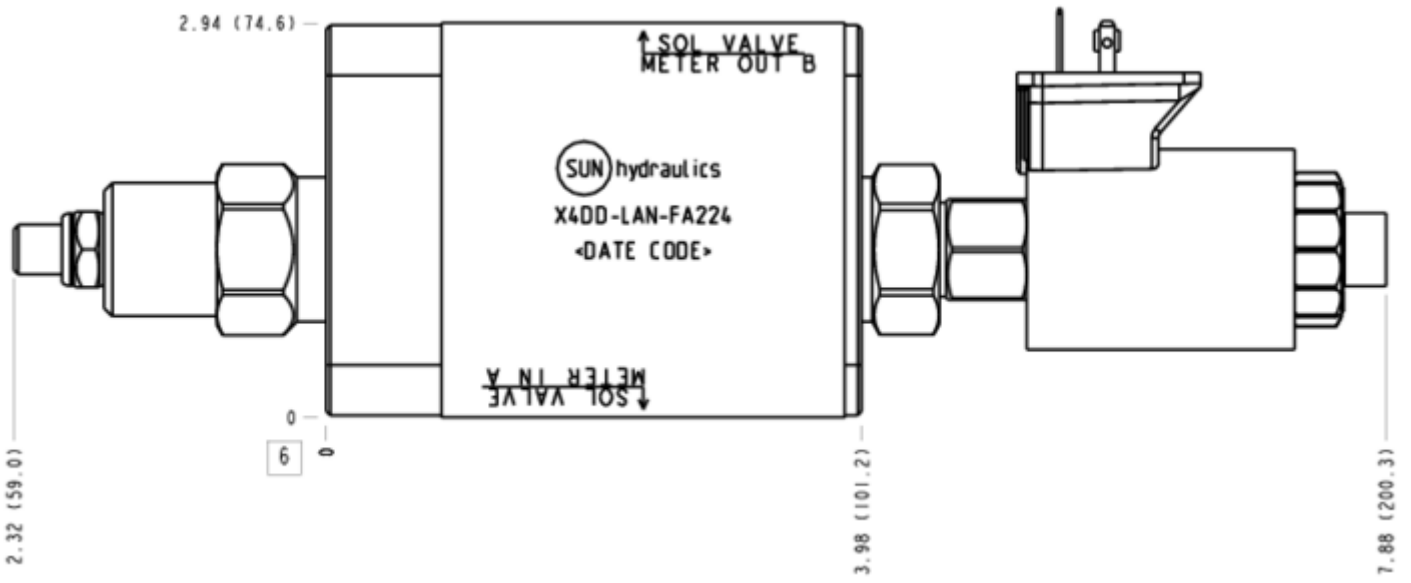 2.94 (74.6)
SOL VALVE
METER OUT B
SUN hydraulics
X4DD-LAN-FA224
<DATE CODE>
SOL VALVE
METER IN A
0
6
0
2.32 (59.0)
3.98 (101.2)
7.88 (200.3)